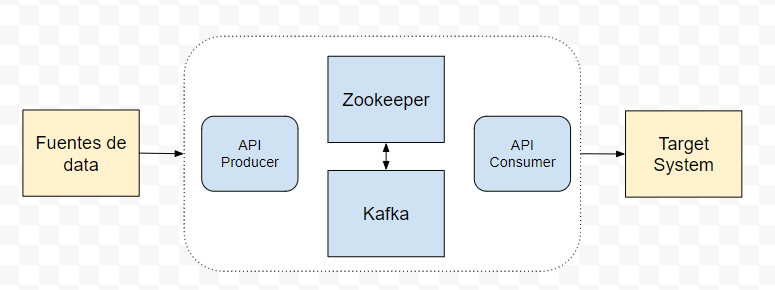 Fuentes de
data
API
Producer
Zookeeper
Kafka
API
Consumer
Target
System